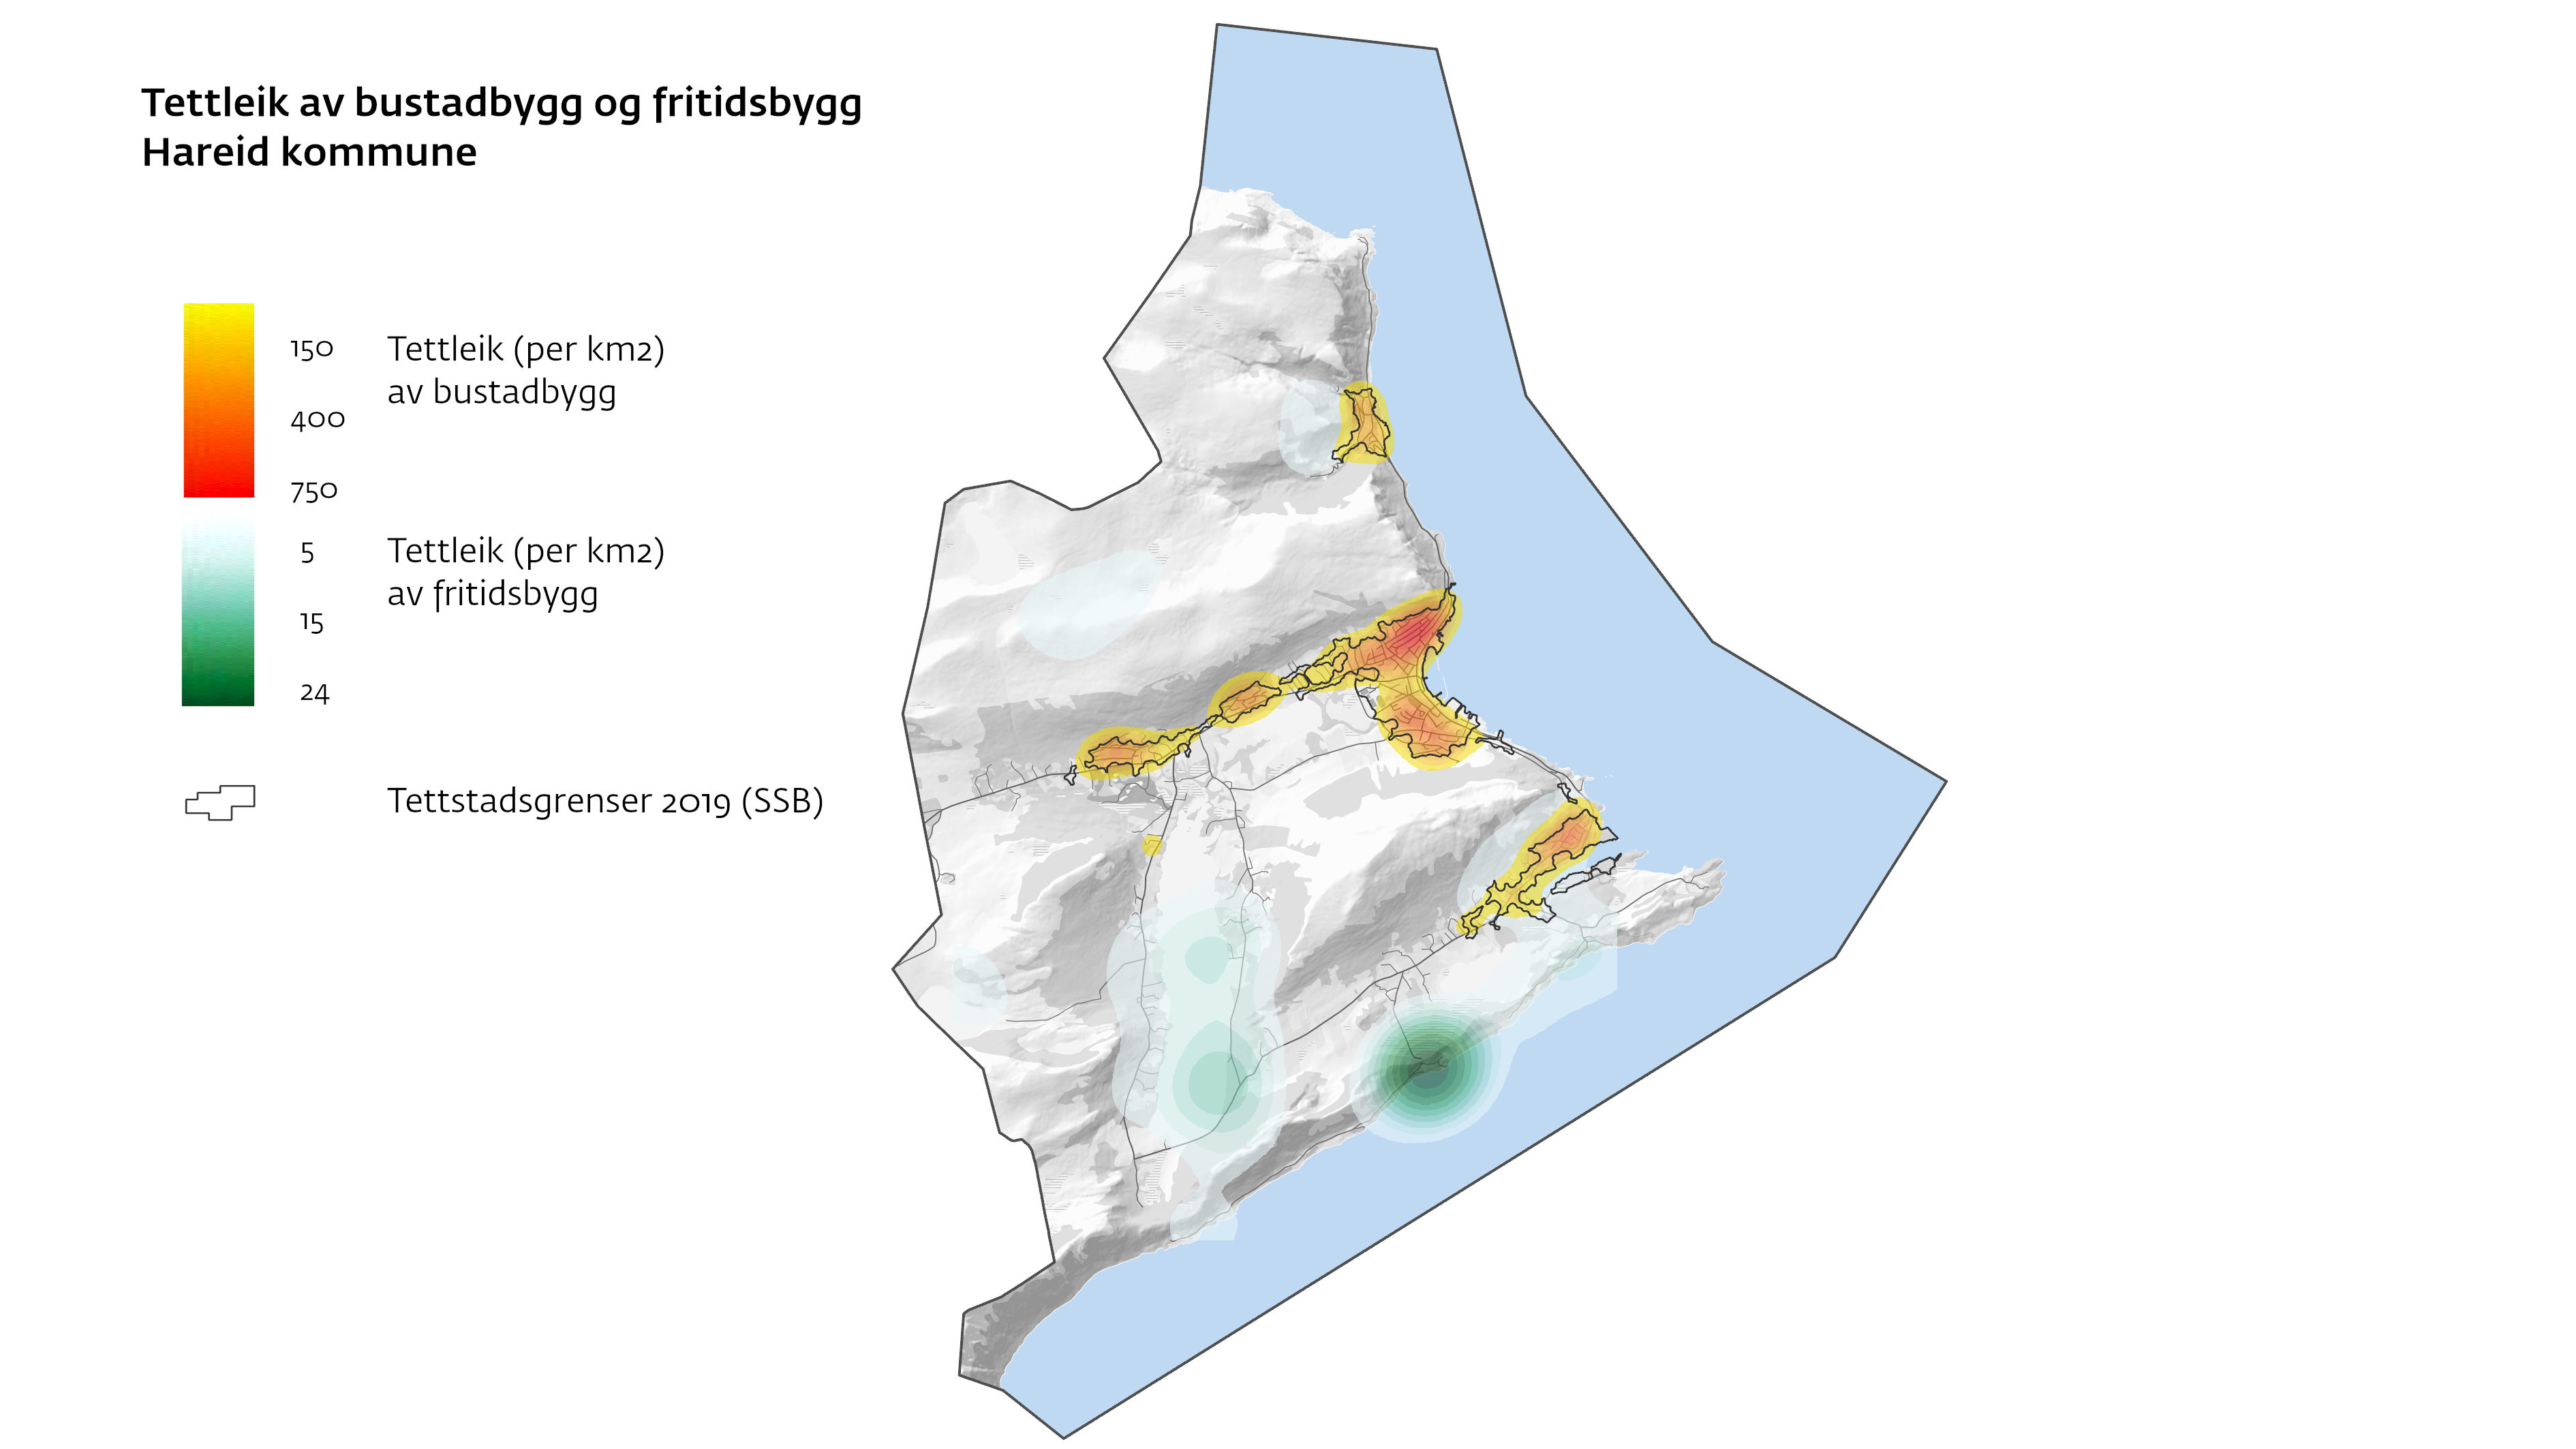 Tettleik av bustadbygg og fritidsbygg
Hareid kommune
150
Tettleik (per km2)
av bustadbygg
400
750
5
Tettleik (per km2)
av fritidsbygg
15
24
Tettstadsgrenser 2019 (SSB)